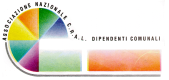 ASSOCIAZIONE NAZIONALE C.R.A.L. DIPENDENTI COMUNALI